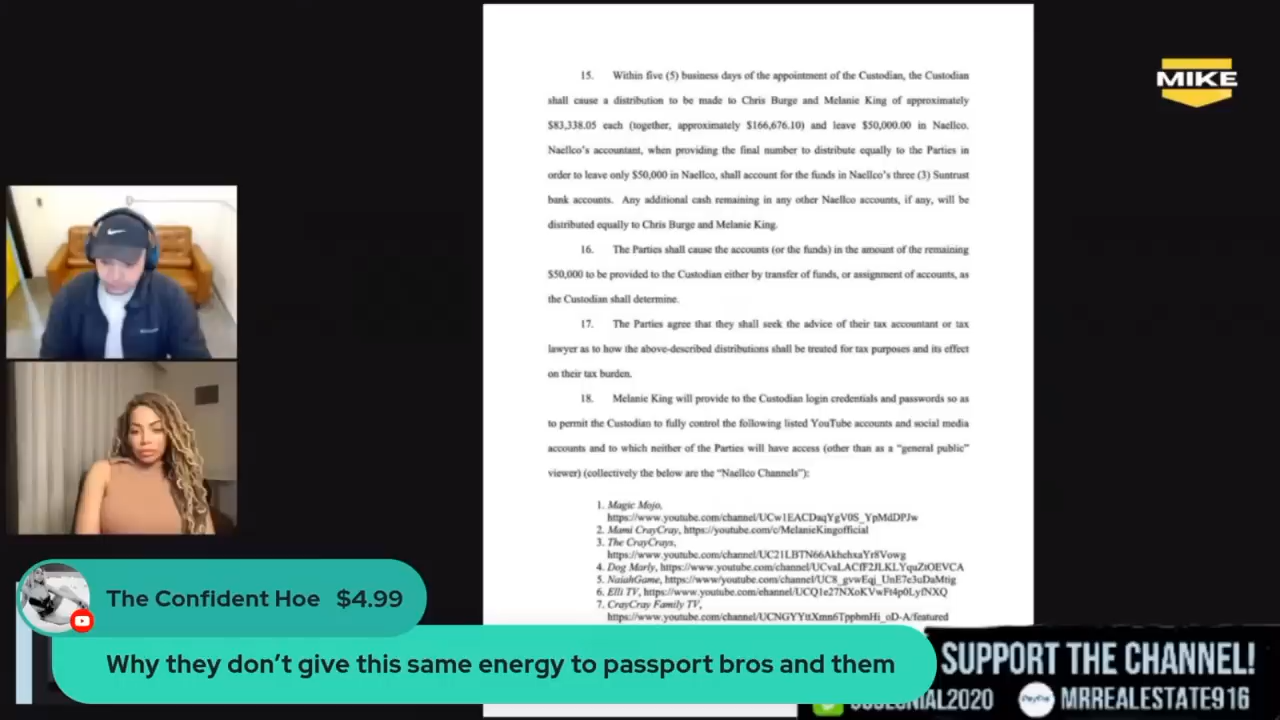 MIKE
15. Within five (5) business days of the appointment of the Custodian, the Custodian
shall cause a distribution to be made to Chris Burge and Melanie King of approximately
$83,338.05 each (together, approximately $166,676.10) and leave $50,000.00 in Naellco.
Naellco's accountant, when providing the final number to distribute equally to the Parties in
order to leave only $50,000 in Naellco, shall account for the funds in Naellco's three (3) Suntrust
bank accounts. Any additional cash remaining in any other Naellco accounts, if any, will be
distributed equally to Chris Burge and Melanie King.
16. The Parties shall cause the accounts (or the funds) in the amount of the remaining
$50,000 to be provided to the Custodian either by transfer of funds, or assignment of accounts, as
the Custodian shall determine.
17. The Parties agree that they shall seek the advice of their tax accountant or tax
lawyer as to how the above-described distributions shall be treated for tax purposes and its effect
on their tax burden.
18. Melanie King will provide to the Custodian login credentials and passwords so as
to permit the Custodian to fully control the following listed YouTube accounts and social media
accounts and to which neither of the Parties will have access (other than as a "general public"
viewer) (collectively the below are the "Naellco Channels"):
1. Magic Mojo,
2. Mami CrayCray, https://youtube.com/c/MelanieKingofficial
3. The CrayCrays,
4. Dog Marly,
5. NaiahGame,
6. Elli TV,
7. CrayCray Family TV,
The Confident Hoe $4.99
Why they don't give this same energy to passport bros and them
SUPPORT THE CHANNEL!
PayPal MRREALESTATE916